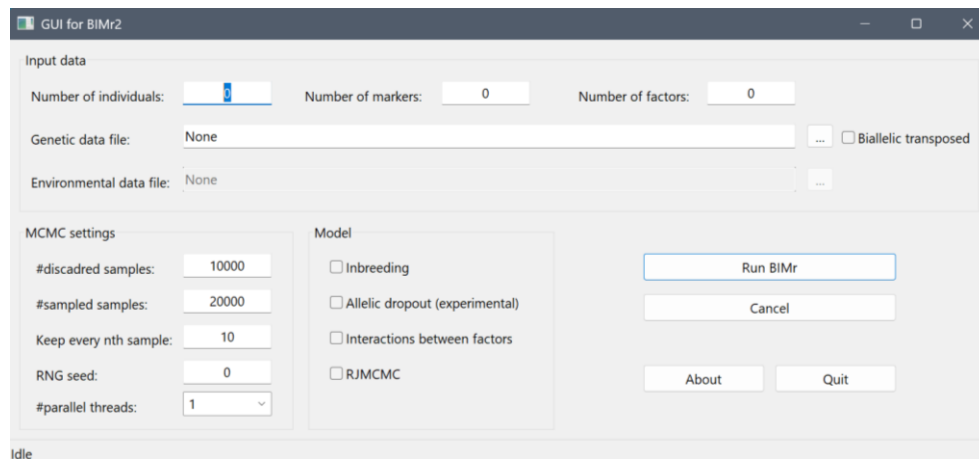 GUI for BIMr2
Input data
Number of individuals: 0 Number of markers: 0 Number of factors: 0
Genetic data file: None ... Biallelic transposed
Environmental data file: None ...
MCMC settings
#discadred samples: 10000
#sampled samples: 20000
Keep every nth sample: 10
RNG seed: 0
#parallel threads: 1
Model
Inbreeding
Allelic dropout (experimental)
Interactions between factors
RJMCMC
Run BIMr
Cancel
About Quit
Idle